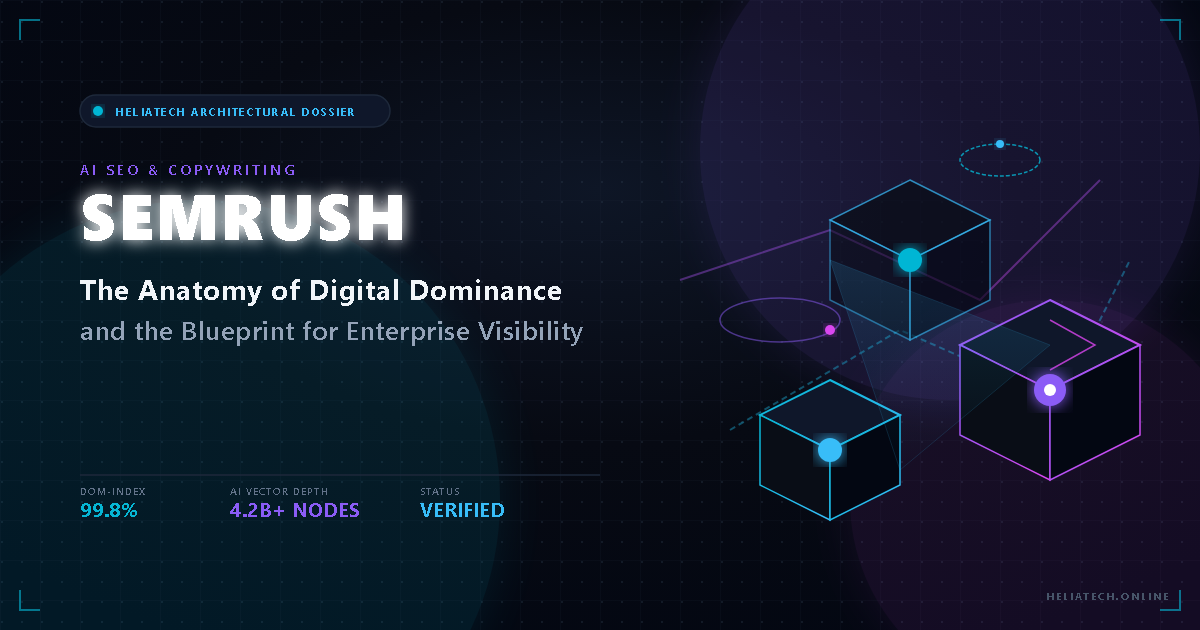 HELIATECH ARCHITECTURAL DOSSIER
AI SEO & COPYWRITING
SEMRUSH
The Anatomy of Digital Dominance
and the Blueprint for Enterprise Visibility
DOM-INDEX
99.8%
AI VECTOR DEPTH
4.2B+ NODES
STATUS
VERIFIED
HELIATECH.ONLINE